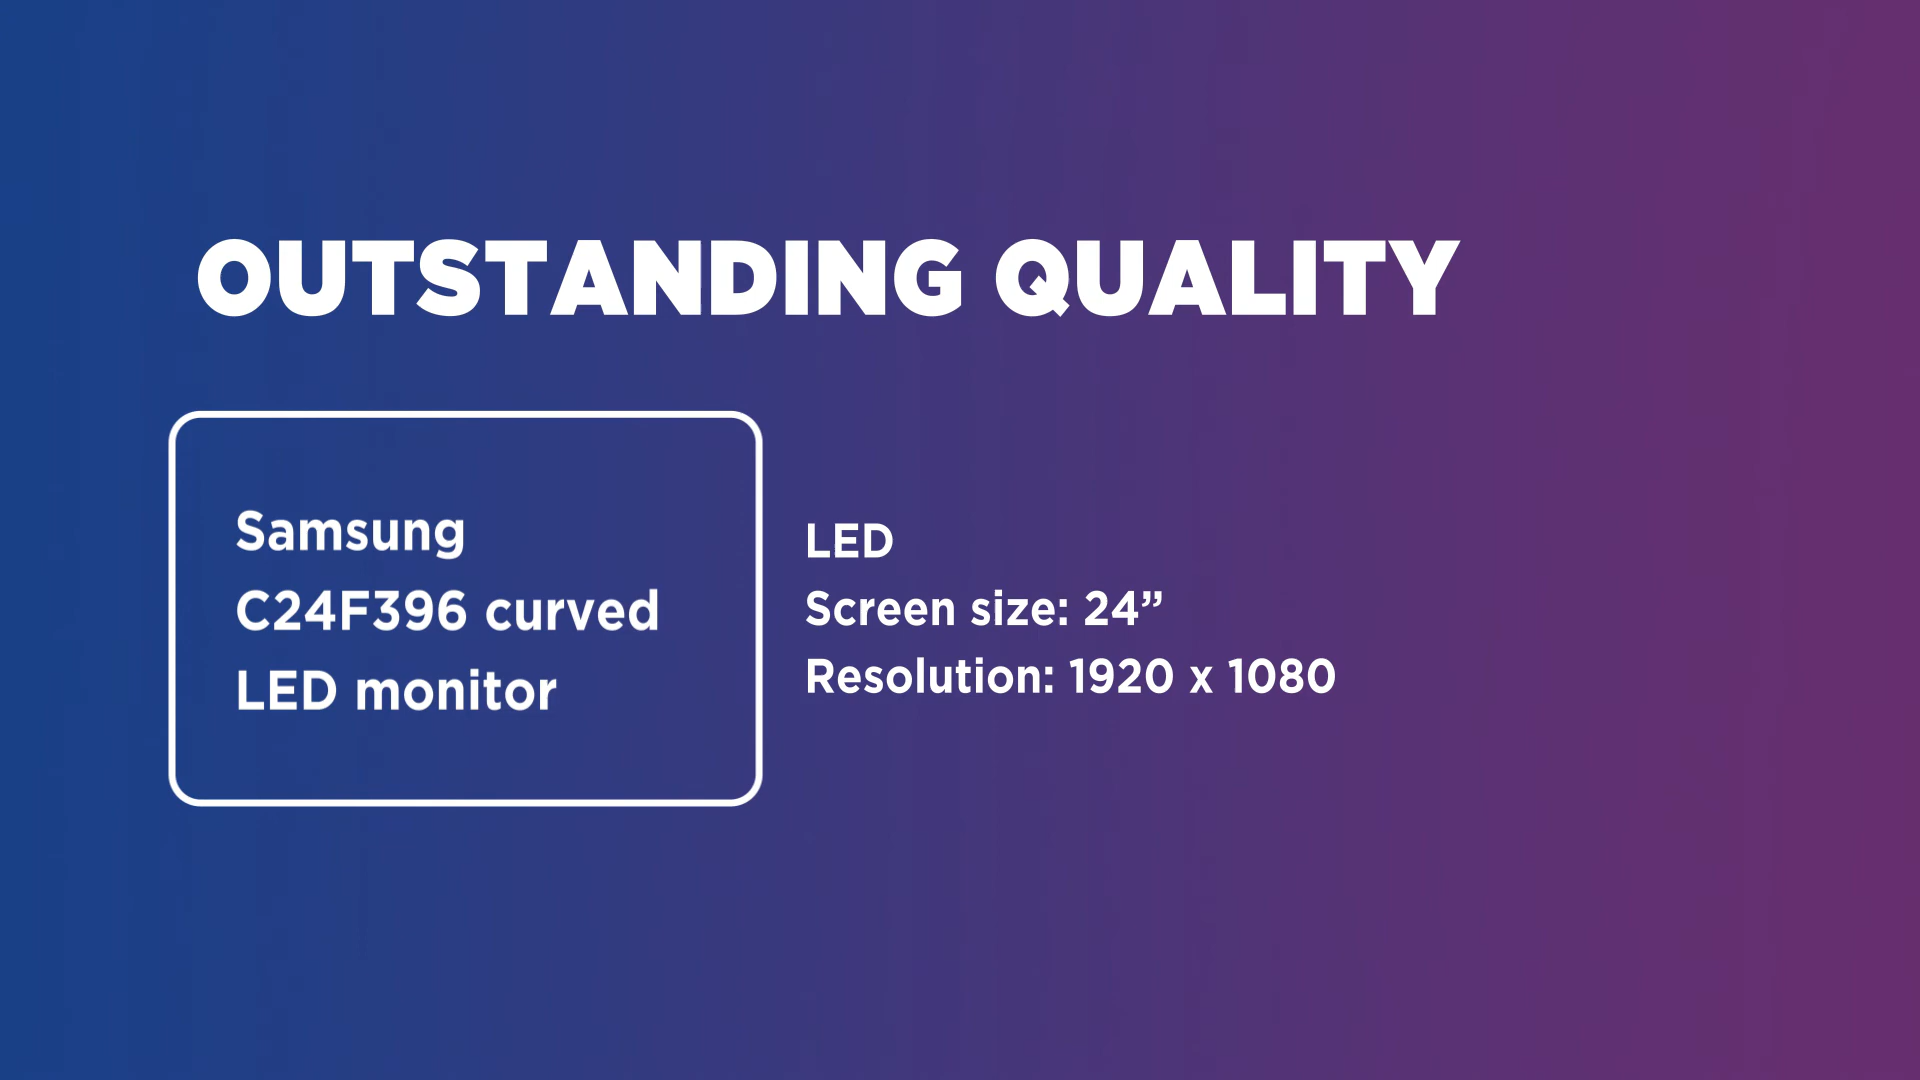 OUTSTANDING QUALITY
Samsung
C24F396 curved
LED monitor
LED
Screen size: 24”
Resolution: 1920 x 1080